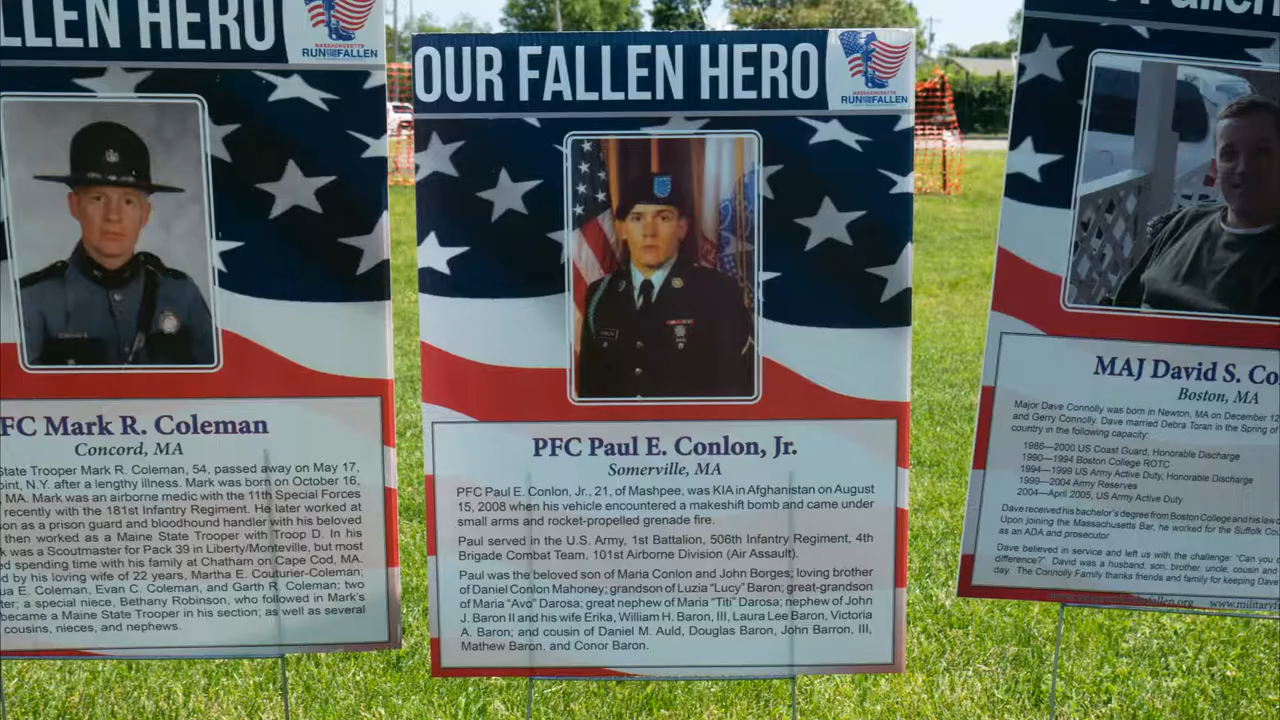 LLEN HERO
MASSACHUSETTS
RUN FOR THE FALLEN
FC Mark R. Coleman
Concord, MA
State Trooper Mark R. Coleman, 54, passed away on May 17,
oint, N.Y. after a lengthy illness. Mark was born on October 16,
MA. Mark was an airborne medic with the 11th Special Forces
recently with the 181st Infantry Regiment. He later worked at
on as a prison guard and bloodhound handler with his beloved
then worked as a Maine State Trooper with Troop D. In his
k was a Scoutmaster for Pack 39 in Liberty/Monteville, but most
ed spending time with his family at Chatham on Cape Cod, MA.
d by his loving wife of 22 years, Martha E. Couturier-Coleman;
ua E. Coleman, Evan C. Coleman, and Garth R. Coleman; two
ter; a special niece, Bethany Robinson, who followed in Mark's
became a Maine State Trooper in his section; as well as several
cousins, nieces, and nephews.
OUR FALLEN HERO
MASSACHUSETTS
RUN FOR THE FALLEN
PFC Paul E. Conlon, Jr.
Somerville, MA
PFC Paul E. Conlon, Jr., 21, of Mashpee, was KIA in Afghanistan on August
15, 2008 when his vehicle encountered a makeshift bomb and came under
small arms and rocket-propelled grenade fire.
Paul served in the U.S. Army, 1st Battalion, 506th Infantry Regiment, 4th
Brigade Combat Team, 101st Airborne Division (Air Assault).
Paul was the beloved son of Maria Conlon and John Borges; loving brother
of Daniel Conlon Mahoney; grandson of Luzia "Lucy" Baron; great-grandson
of Maria "Avo" Darosa; great nephew of Maria "Titi" Darosa; nephew of John
J. Baron II and his wife Erika, William H. Baron, III, Laura Lee Baron, Victoria
A. Baron; and cousin of Daniel M. Auld, Douglas Baron, John Barron, III,
Mathew Baron, and Conor Baron.
Fallen
MAJ David S. Co
Boston, MA
Major Dave Connolly was born in Newton, MA on December 12
and Gerry Connolly. Dave married Debra Toran in the Spring of
country in the following capacity:
1986—2000 US Coast Guard, Honorable Discharge
1990—1994 Boston College ROTC
1994—1999 US Army Active Duty, Honorable Discharge
1999—2004 Army Reserves
2004—April 2005, US Army Active Duty
Dave received his bachelor's degree from Boston College and his law
Upon joining the Massachusetts Bar, he worked for the Suffolk Cou
as an ADA and prosecutor.
Dave believed in service and left us with the challenge: "Can you s
difference?" David was a husband, son, brother, uncle, cousin and
day. The Connolly Family thanks friends and family for keeping Dave
www.militaryf